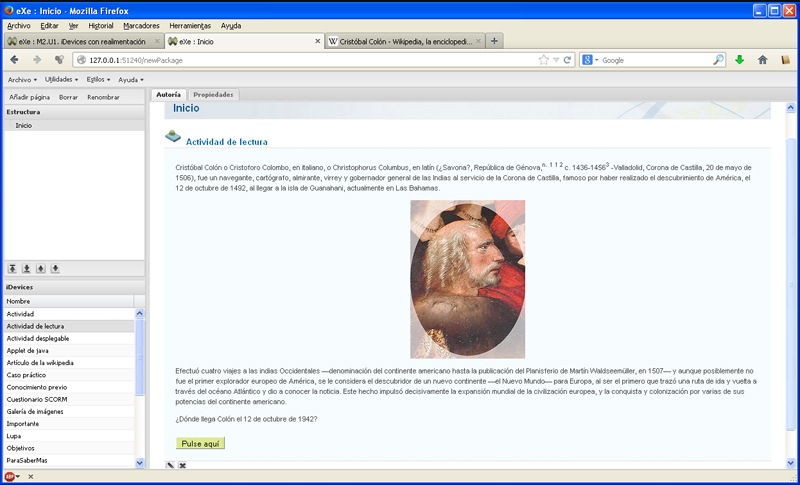 eXe : Inicio - Mozilla Firefox
Archivo Editar Ver Historial Marcadores Herramientas Ayuda
eXe : M2.U1. iDevices con realimentación
eXe : Inicio
Cristóbal Colón - Wikipedia, la enciclopedi...
127.0.0.1:51240/newPackage
Google
Archivo Utilidades Estilos Ayuda
Añadir página Borrar Renombrar
Autoría Propiedades
Estructura
Inicio
Inicio
Actividad de lectura
Cristóbal Colón o Cristoforo Colombo, en italiano, o Christophorus Columbus, en latín (¿Savona?, República de Génova,n. 1 1 2 c. 1436-14563 -Valladolid, Corona de Castilla, 20 de mayo de
1506), fue un navegante, cartógrafo, almirante, virrey y gobernador general de las Indias al servicio de la Corona de Castilla, famoso por haber realizado el descubrimiento de América, el
12 de octubre de 1492, al llegar a la isla de Guanahani, actualmente en Las Bahamas.
Efectuó cuatro viajes a las indias Occidentales —denominación del continente americano hasta la publicación del Planisferio de Martín Waldseemüller, en 1507— y aunque posiblemente no
fue el primer explorador europeo de América, se le considera el descubridor de un nuevo continente —el Nuevo Mundo— para Europa, al ser el primero que trazó una ruta de ida y vuelta a
través del océano Atlántico y dio a conocer la noticia. Este hecho impulsó decisivamente la expansión mundial de la civilización europea, y la conquista y colonización por varias de sus
potencias del continente americano.
¿Dónde llega Colón el 12 de octubre de 1942?
Pulse aquí
iDevices
Nombre
Actividad
Actividad de lectura
Actividad desplegable
Applet de java
Artículo de la wikipedia
Caso práctico
Conocimiento previo
Cuestionario SCORM
Galería de imágenes
Importante
Lupa
Objetivos
ParaSaberMas
ABP